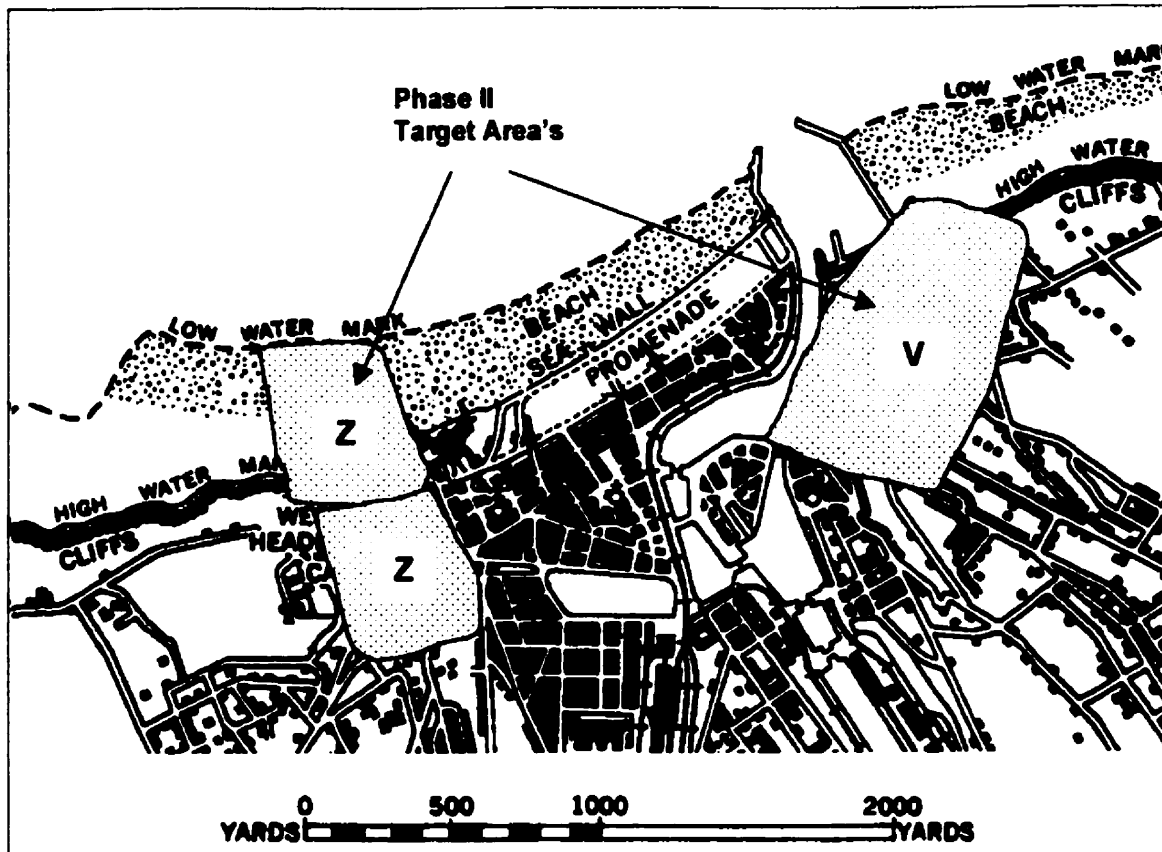 Phase II
Target Area's
LOW WATER MARK
BEACH
HIGH WATER
CLIFFS
LOW WATER MARK
BEACH
SEA WALL
PROMENADE
V
Z
HIGH WATER
CLIFFS
Z
0 500 1000 2000
YARDS YARDS